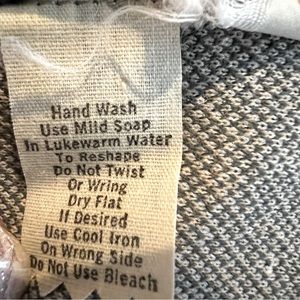 Hand Wash
Use Mild Soap
In Lukewarm Water
To Reshape
Do Not Twist
Or Wring
Dry Flat
If Desired
Use Cool Iron
On Wrong Side
Do Not Use Bleach